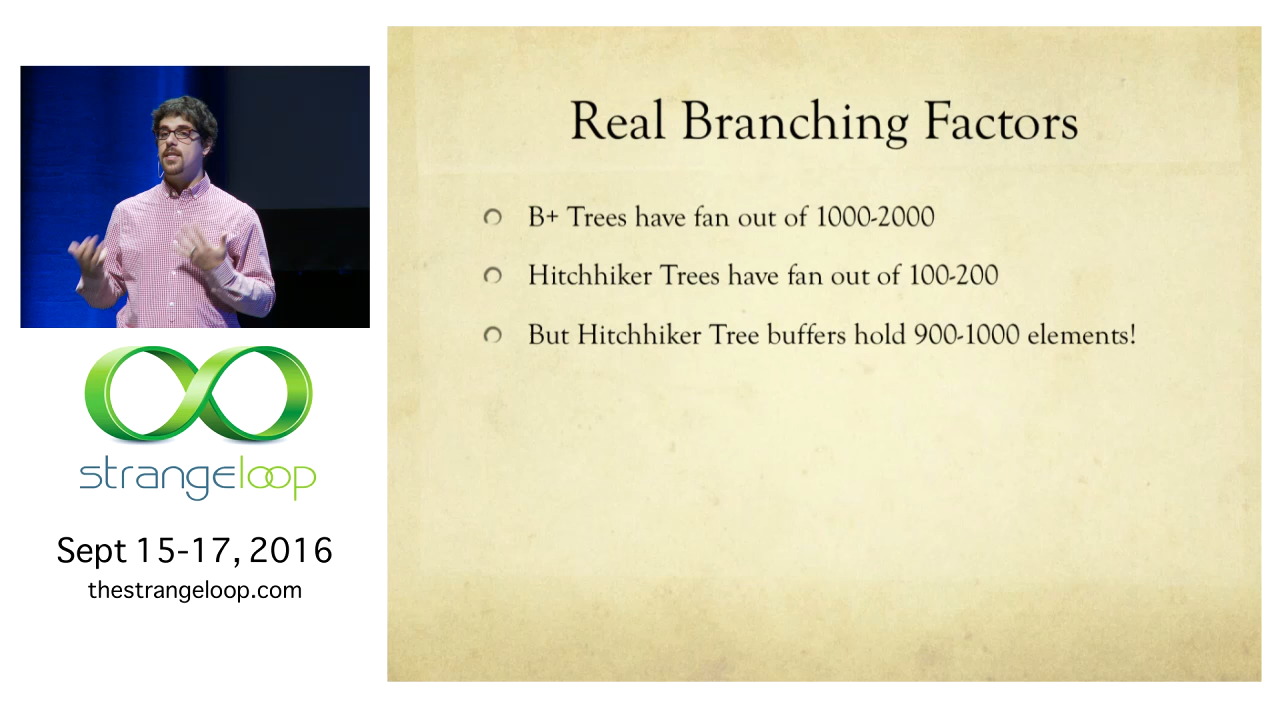 Real Branching Factors
B+ Trees have fan out of 1000-2000
Hitchhiker Trees have fan out of 100-200
But Hitchhiker Tree buffers hold 900-1000 elements!
strangeloop
Sept 15-17, 2016
thestrangeloop.com